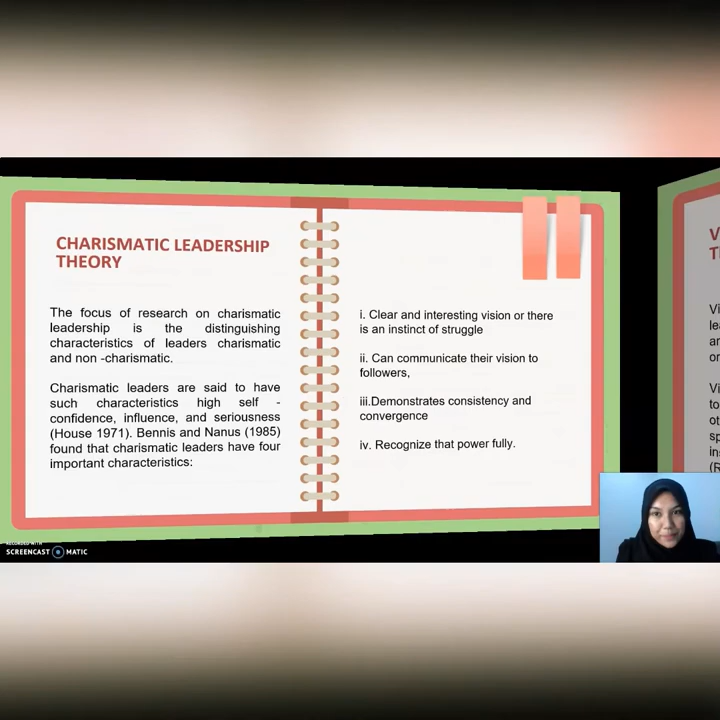 CHARISMATIC LEADERSHIP
THEORY
The focus of research on charismatic
leadership is the distinguishing
characteristics of leaders charismatic
and non -charismatic.
Charismatic leaders are said to have
such characteristics high self -
confidence, influence, and seriousness
(House 1971). Bennis and Nanus (1985)
found that charismatic leaders have four
important characteristics:
i. Clear and interesting vision or there
is an instinct of struggle
ii. Can communicate their vision to
followers,
iii.Demonstrates consistency and
convergence
iv. Recognize that power fully.
RECORDED WITH
SCREENCAST MATIC